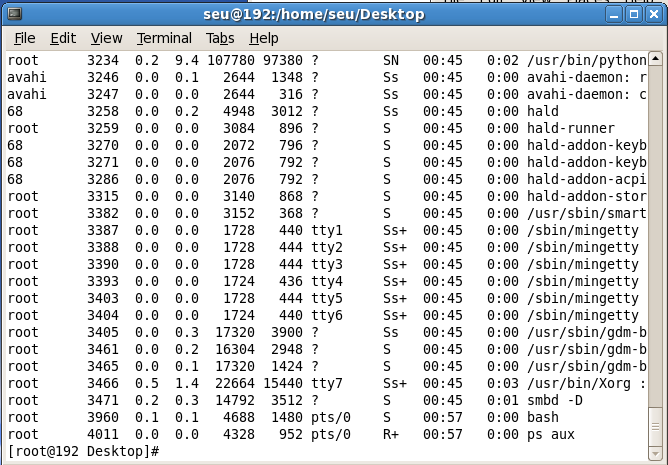 seu@192:/home/seu/Desktop
File Edit View Terminal Tabs Help
root 3234 0.2 9.4 107780 97380 ? SN 00:45 0:02 /usr/bin/python
avahi 3246 0.0 0.1 2644 1348 ? Ss 00:45 0:00 avahi-daemon: r
avahi 3247 0.0 0.0 2644 316 ? Ss 00:45 0:00 avahi-daemon: c
68 3258 0.0 0.2 4948 3012 ? Ss 00:45 0:00 hald
root 3259 0.0 0.0 3084 896 ? S 00:45 0:00 hald-runner
68 3270 0.0 0.0 2072 796 ? S 00:45 0:00 hald-addon-keyb
68 3271 0.0 0.0 2076 792 ? S 00:45 0:00 hald-addon-keyb
68 3286 0.0 0.0 2076 792 ? S 00:45 0:00 hald-addon-acpi
root 3315 0.0 0.0 3140 868 ? S 00:45 0:00 hald-addon-stor
root 3382 0.0 0.0 3152 368 ? S 00:45 0:00 /usr/sbin/smart
root 3387 0.0 0.0 1728 440 tty1 Ss+ 00:45 0:00 /sbin/mingetty
root 3388 0.0 0.0 1728 444 tty2 Ss+ 00:45 0:00 /sbin/mingetty
root 3390 0.0 0.0 1728 444 tty3 Ss+ 00:45 0:00 /sbin/mingetty
root 3393 0.0 0.0 1724 436 tty4 Ss+ 00:45 0:00 /sbin/mingetty
root 3403 0.0 0.0 1728 444 tty5 Ss+ 00:45 0:00 /sbin/mingetty
root 3404 0.0 0.0 1724 440 tty6 Ss+ 00:45 0:00 /sbin/mingetty
root 3405 0.0 0.3 17320 3900 ? Ss 00:45 0:00 /usr/sbin/gdm-b
root 3461 0.0 0.2 16304 2948 ? S 00:45 0:00 /usr/sbin/gdm-b
root 3465 0.0 0.1 17320 1424 ? S 00:45 0:00 /usr/sbin/gdm-b
root 3466 0.5 1.4 22664 15440 tty7 Ss+ 00:45 0:03 /usr/bin/Xorg :
root 3471 0.2 0.3 14792 3512 ? S 00:45 0:01 smbd -D
root 3960 0.1 0.1 4688 1480 pts/0 S 00:57 0:00 bash
root 4011 0.0 0.0 4328 952 pts/0 R+ 00:57 0:00 ps aux
[root@192 Desktop]#